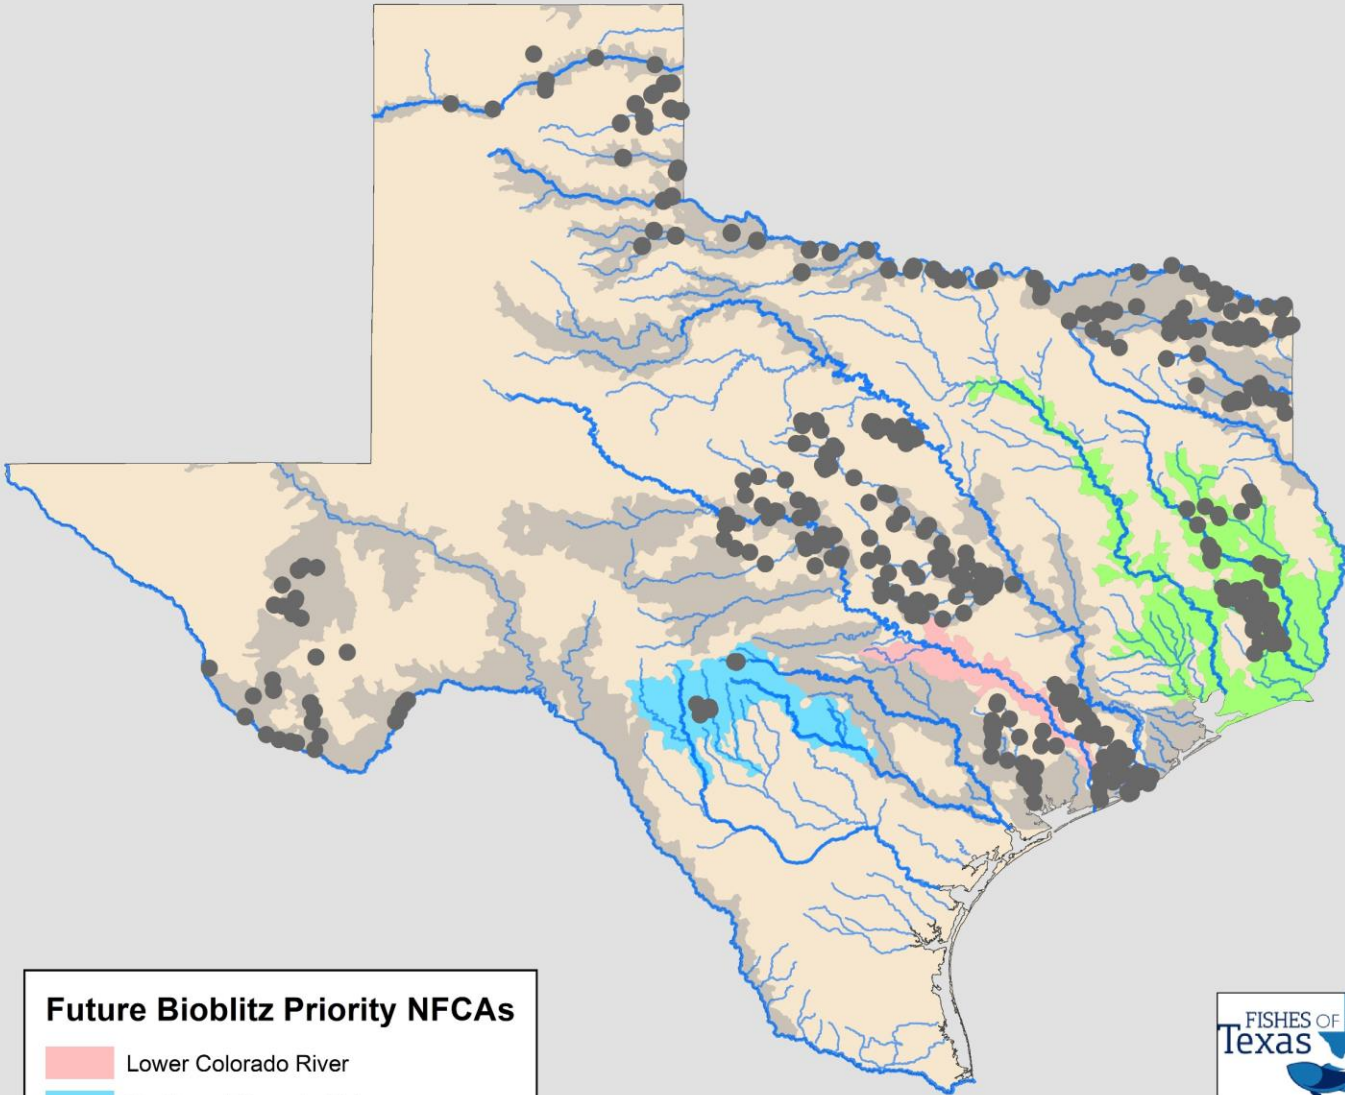 Future Bioblitz Priority NFCAs
Lower Colorado River
FISHES OF
Texas